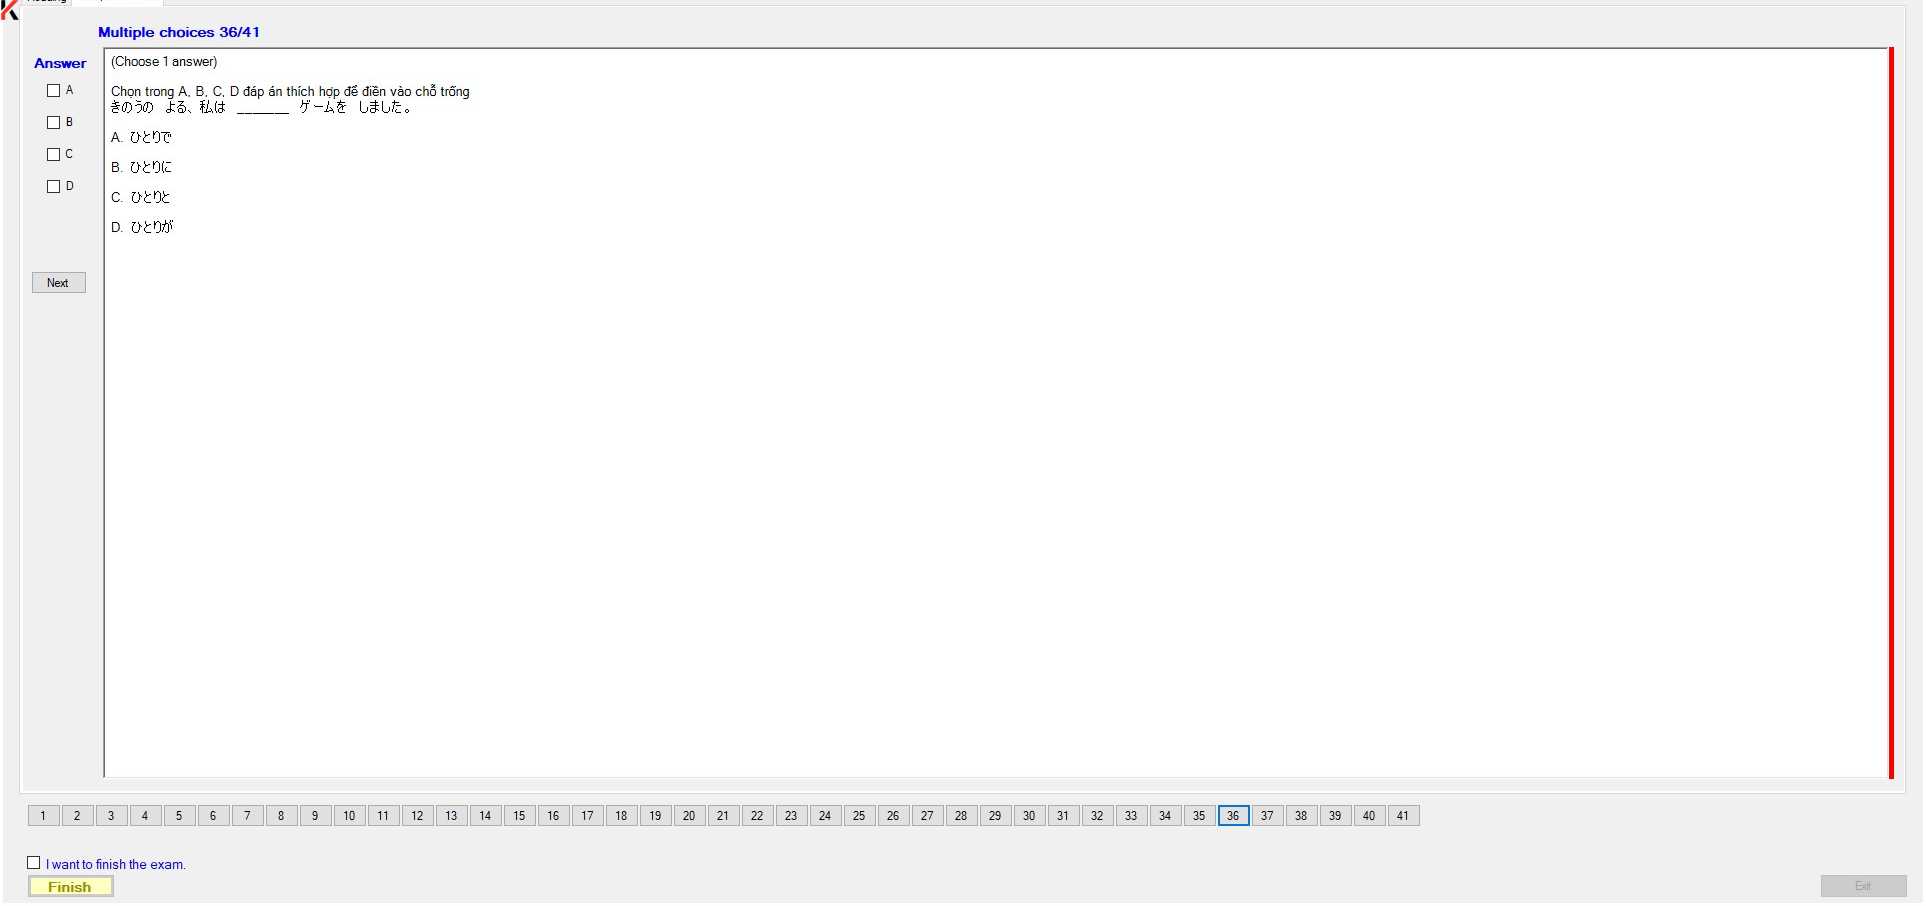 Multiple choices 36/41
Answer
A
B
C
D
Next
(Choose 1 answer)
Chọn trong A, B, C, D đáp án thích hợp để điền vào chỗ trống
きのうの よる、私は _______ ゲームを しました。
A. ひとりで
B. ひとりに
C. ひとりと
D. ひとりが
1 2 3 4 5 6 7 8 9 10 11 12 13 14 15 16 17 18 19 20 21 22 23 24 25 26 27 28 29 30 31 32 33 34 35 36 37 38 39 40 41
I want to finish the exam.
Finish
Exit